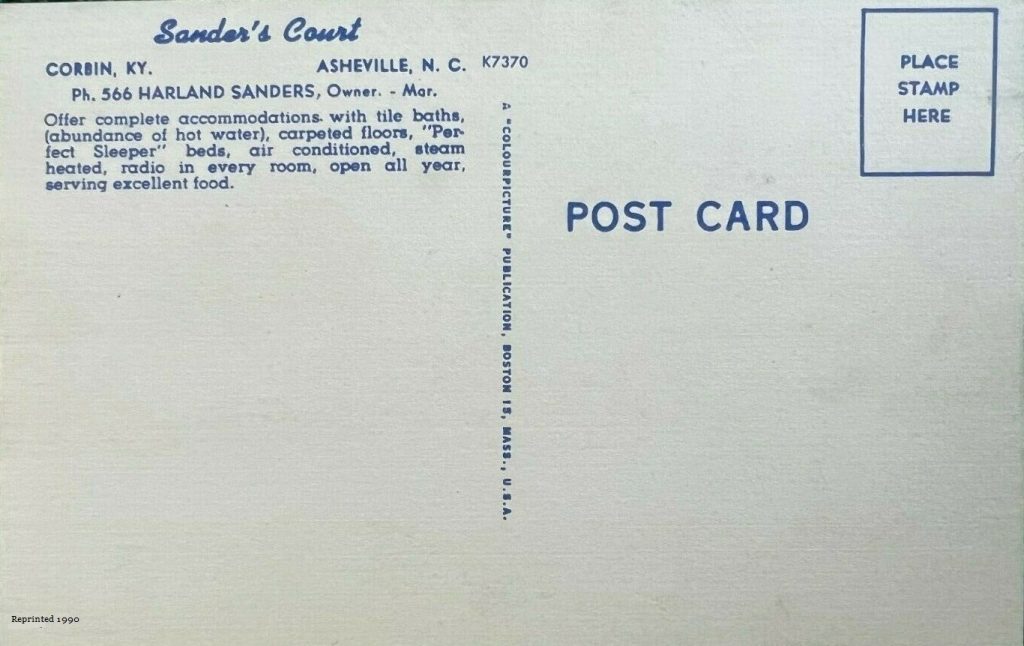 Sander's Court
CORBIN, KY. ASHEVILLE, N. C. K7370
Ph. 566 HARLAND SANDERS, Owner. - Mgr.
Offer complete accommodations with tile baths,
(abundance of hot water), carpeted floors, "Per-
fect Sleeper" beds, air conditioned, steam
heated, radio in every room, open all year,
serving excellent food.
A "COLOURPICTURE" PUBLICATION, BOSTON 15, MASS., U.S.A.
PLACE
STAMP
HERE
POST CARD
Reprinted 1990